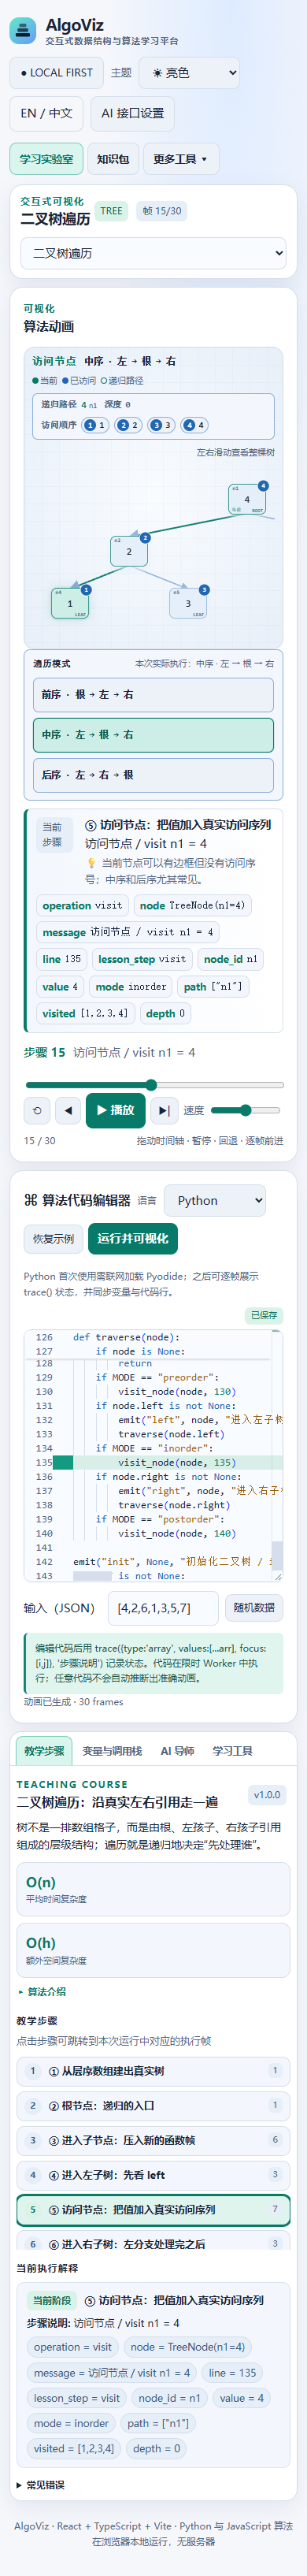 AlgoViz
交互式数据结构与算法学习平台
● LOCAL FIRST
主题
☀ 亮色
EN / 中文
AI 接口设置
学习实验室
知识包
更多工具 ▾
交互式可视化
二叉树遍历
TREE
帧 15/30
二叉树遍历
可视化
算法动画
访问节点 中序 · 左 → 根 → 右
当前 已访问 递归路径
递归路径 4 n1 深度 0
访问顺序 1 1 2 2 3 3 4 4
左右滑动查看整棵树
n1 4
4
当前 ROOT
n2 2
2
n4 1
1
LEAF
n5 3
3
LEAF
遍历模式
本次实际执行：中序 · 左 → 根 → 右
前序 · 根 → 左 → 右
中序 · 左 → 根 → 右
后序 · 左 → 右 → 根
当前步骤
⑤ 访问节点：把值加入真实访问序列
访问节点 / visit n1 = 4
💡 当前节点可以有边框但没有访问序
号；中序和后序尤其常见。
operation visit
node TreeNode(n1=4)
message 访问节点 / visit n1 = 4
line 135
lesson_step visit
node_id n1
value 4
mode inorder
path ["n1"]
visited [1,2,3,4]
depth 0
步骤 15 访问节点 / visit n1 = 4
▶ 播放
速度
15 / 30
拖动时间轴 · 暂停 · 回退 · 逐帧前进
⌘ 算法代码编辑器
语言
Python
恢复示例
运行并可视化
Python 首次使用需联网加载 Pyodide；之后可逐帧展示
trace() 状态，并同步变量与代码行。
已保存
126 def traverse(node):
127 if node is None:
128 return
129 if MODE == "preorder":
130 visit_node(node, 130)
131 if node.left is not None:
132 emit("left", node, "进入左子树
133 traverse(node.left)
134 if MODE == "inorder":
135 visit_node(node, 135)
136 if node.right is not None:
137 emit("right", node, "进入右子
138 traverse(node.right)
139 if MODE == "postorder":
140 visit_node(node, 140)
141
142 emit("init", None, "初始化二叉树 /
143 is not None:
输入（JSON）
[4,2,6,1,3,5,7]
随机数据
编辑代码后用 trace({type:'array', values:[...arr], focus:
[i,j]}, '步骤说明') 记录状态。代码在限时 Worker 中执
行；任意代码不会自动推断出准确动画。
动画已生成 · 30 frames
教学步骤
变量与调用栈
AI 导师
学习工具
TEACHING COURSE
二叉树遍历：沿真实左右引用走一遍
v1.0.0
树不是一排数组格子，而是由根、左孩子、右孩子引用
组成的层级结构；遍历就是递归地决定“先处理谁”。
O(n)
平均时间复杂度
O(h)
额外空间复杂度
▸ 算法介绍
教学步骤
点击步骤可跳转到本次运行中对应的执行帧
1 ① 从层序数组建出真实树 1
2 ② 根节点：递归的入口 1
3 ③ 进入子节点：压入新的函数帧 6
4 ④ 进入左子树：先看 left 3
5 ⑤ 访问节点：把值加入真实访问序列 7
6 ⑥ 进入右子树：左分支处理完之后 3
当前执行解释
当前阶段 ⑤ 访问节点：把值加入真实访问序列
步骤说明: 访问节点 / visit n1 = 4
operation = visit
node = TreeNode(n1=4)
message = 访问节点 / visit n1 = 4
line = 135
lesson_step = visit
node_id = n1
value = 4
mode = inorder
path = ["n1"]
visited = [1,2,3,4]
depth = 0
▸ 常见错误
AlgoViz · React + TypeScript + Vite · Python 与 JavaScript 算法
在浏览器本地运行，无服务器